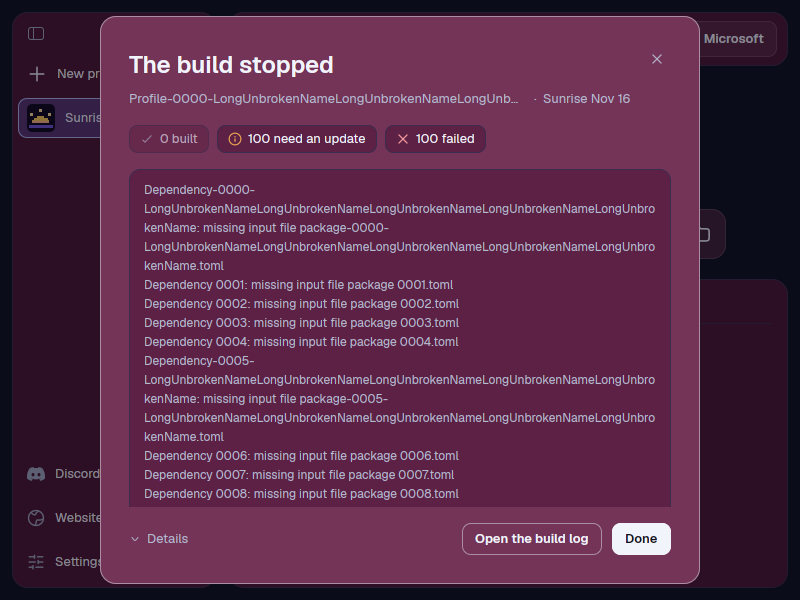 New pr
Microsoft
Sunris
Discord
Website
Settings
The build stopped
Profile-0000-LongUnbrokenNameLongUnbrokenNameLongUnb... · Sunrise Nov 16
0 built
100 need an update
100 failed
Dependency-0000-
LongUnbrokenNameLongUnbrokenNameLongUnbrokenNameLongUnbrokenNameLongUnbro
kenName: missing input file package-0000-
LongUnbrokenNameLongUnbrokenNameLongUnbrokenNameLongUnbrokenNameLongUnbro
kenName.toml
Dependency 0001: missing input file package 0001.toml
Dependency 0002: missing input file package 0002.toml
Dependency 0003: missing input file package 0003.toml
Dependency 0004: missing input file package 0004.toml
Dependency-0005-
LongUnbrokenNameLongUnbrokenNameLongUnbrokenNameLongUnbrokenNameLongUnbro
kenName: missing input file package-0005-
LongUnbrokenNameLongUnbrokenNameLongUnbrokenNameLongUnbrokenNameLongUnbro
kenName.toml
Dependency 0006: missing input file package 0006.toml
Dependency 0007: missing input file package 0007.toml
Dependency 0008: missing input file package 0008.toml
Details
Open the build log
Done